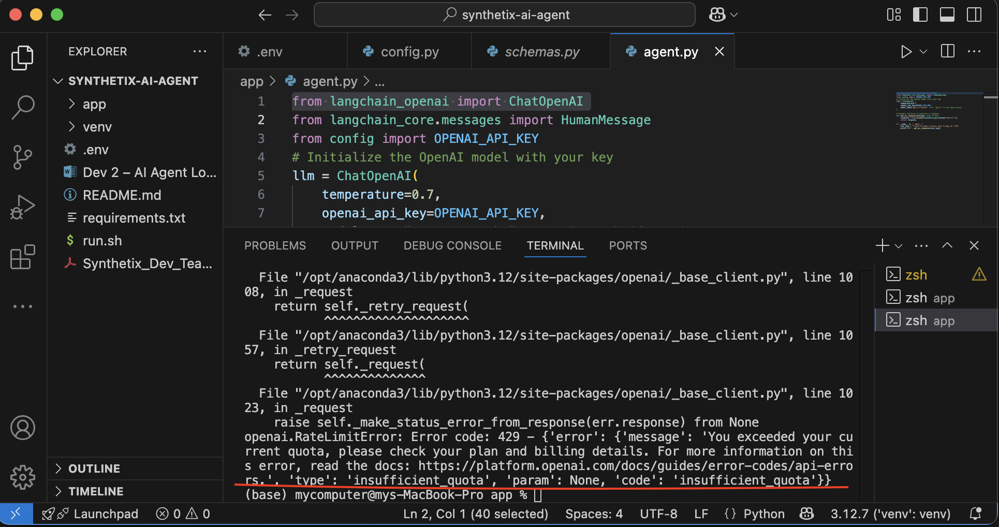 synthetix-ai-agent
EXPLORER
SYNTHETIX-AI-AGENT
app
venv
.env
Dev 2 – AI Agent Lo...
README.md
requirements.txt
run.sh
Synthetix_Dev_Tea...
OUTLINE
TIMELINE
.env
config.py
schemas.py
agent.py
app > agent.py > ...
1 from langchain_openai import ChatOpenAI
2 from langchain_core.messages import HumanMessage
3 from config import OPENAI_API_KEY
4 # Initialize the OpenAI model with your key
5 llm = ChatOpenAI(
6 temperature=0.7,
7 openai_api_key=OPENAI_API_KEY,
PROBLEMS OUTPUT DEBUG CONSOLE TERMINAL PORTS
File "/opt/anaconda3/lib/python3.12/site-packages/openai/_base_client.py", line 10
08, in _request
return self._retry_request(
^^^^^^^^^^^^^^^^^^^^
File "/opt/anaconda3/lib/python3.12/site-packages/openai/_base_client.py", line 10
57, in _retry_request
return self._request(
^^^^^^^^^^^^^^
File "/opt/anaconda3/lib/python3.12/site-packages/openai/_base_client.py", line 10
23, in _request
raise self._make_status_error_from_response(err.response) from None
openai.RateLimitError: Error code: 429 - {'error': {'message': 'You exceeded your cu
rrent quota, please check your plan and billing details. For more information on thi
s error, read the docs: https://platform.openai.com/docs/guides/error-codes/api-erro
rs.', 'type': 'insufficient_quota', 'param': None, 'code': 'insufficient_quota'}}
(base) mycomputer@mys-MacBook-Pro app %
zsh
zsh app
zsh app
Launchpad 0 0 Ln 2, Col 1 (40 selected) Spaces: 4 UTF-8 LF {} Python 3.12.7 ('venv': venv)